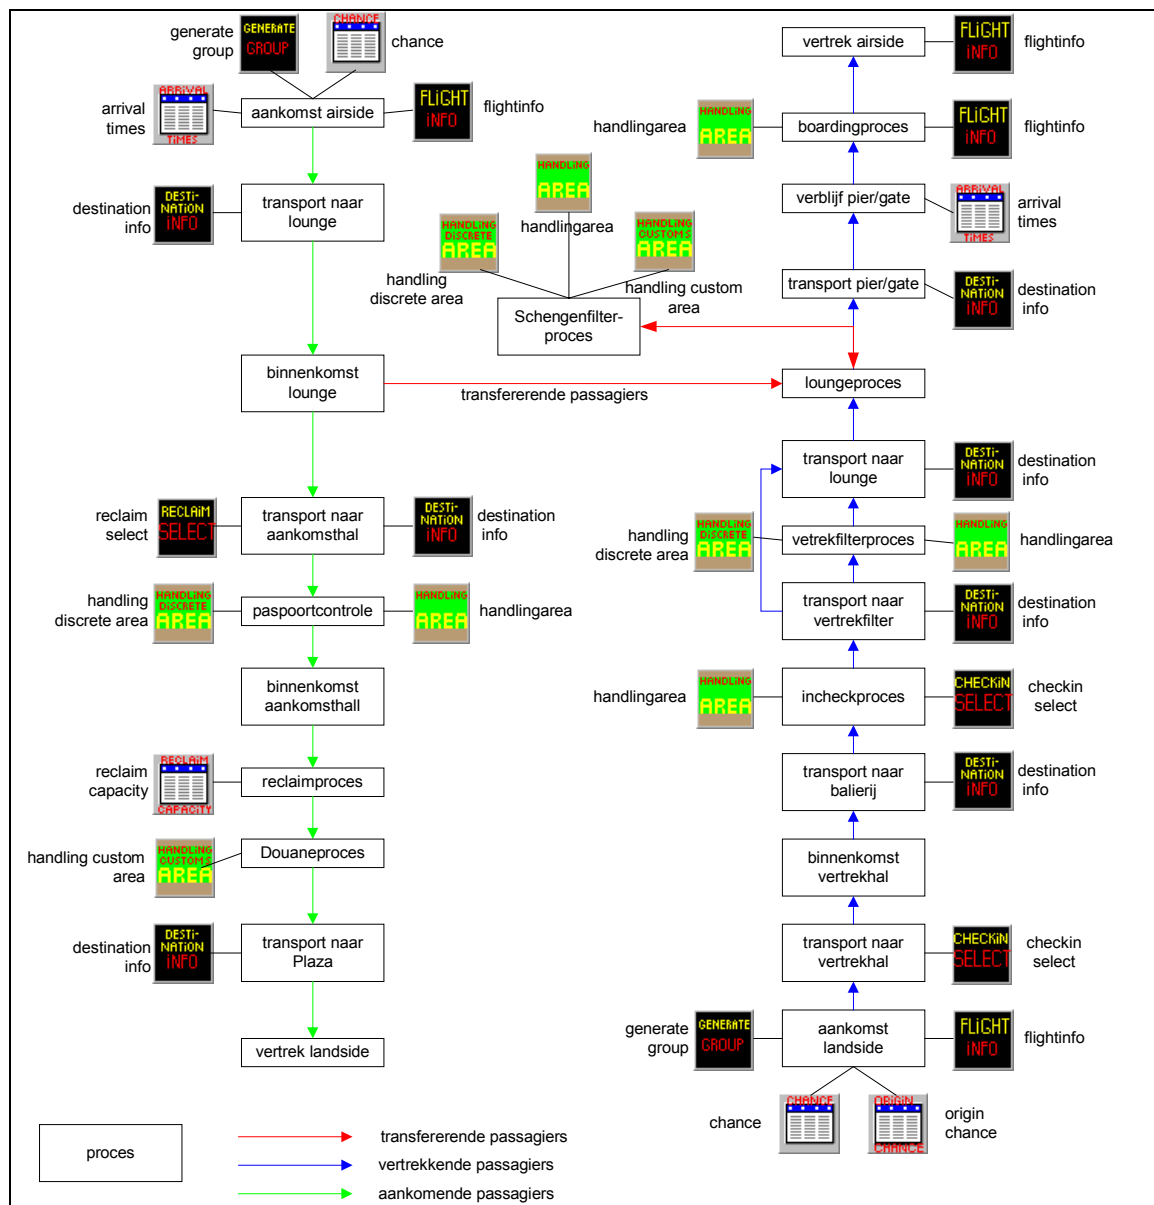 generate
group
GENERATE
GROUP
CHANCE
chance
arrival
times
ARRIVAL
TIMES
aankomst airside
FLiGHT
iNFO
flightinfo
destination
info
DESTi-
NATiON
iNFO
transport naar
lounge
binnenkomst
lounge
transfererende passagiers
reclaim
select
RECLAiM
SELECT
transport naar
aankomsthal
DESTi-
NATiON
iNFO
destination
info
handling
discrete area
HANDLiNG
DiSCRETE
AREA
paspoortcontrole
HANDLiNG
AREA
handlingarea
binnenkomst
aankomsthall
reclaim
capacity
RECLAiM
CAPACiTY
reclaimproces
handling custom
area
HANDLiNG
CUSTOMS
AREA
Douaneproces
destination
info
DESTi-
NATiON
iNFO
transport naar
Plaza
vertrek landside
HANDLiNG
AREA
handlingarea
HANDLiNG
DiSCRETE
AREA
handling
discrete area
HANDLiNG
CUSTOMS
AREA
handling custom
area
Schengenfilter-
proces
vertrek airside
FLiGHT
iNFO
flightinfo
handlingarea
HANDLiNG
AREA
boardingproces
FLiGHT
iNFO
flightinfo
verblijf pier/gate
ARRiVAL
TiMES
arrival
times
transport pier/gate
DESTi-
NATiON
iNFO
destination
info
loungeproces
transport naar
lounge
DESTi-
NATiON
iNFO
destination
info
handling
discrete area
HANDLiNG
DiSCRETE
AREA
vetrekfilterproces
HANDLiNG
AREA
handlingarea
transport naar
vertrekfilter
DESTi-
NATiON
iNFO
destination
info
handlingarea
HANDLiNG
AREA
incheckproces
CHECKiN
SELECT
checkin
select
transport naar
balierij
DESTi-
NATiON
iNFO
destination
info
binnenkomst
vertrekhal
transport naar
vertrekhal
CHECKiN
SELECT
checkin
select
generate
group
GENERATE
GROUP
aankomst
landside
FLiGHT
iNFO
flightinfo
chance
CHANCE
ORiGiN
CHANCE
origin
chance
proces
transfererende passagiers
vertrekkende passagiers
aankomende passagiers